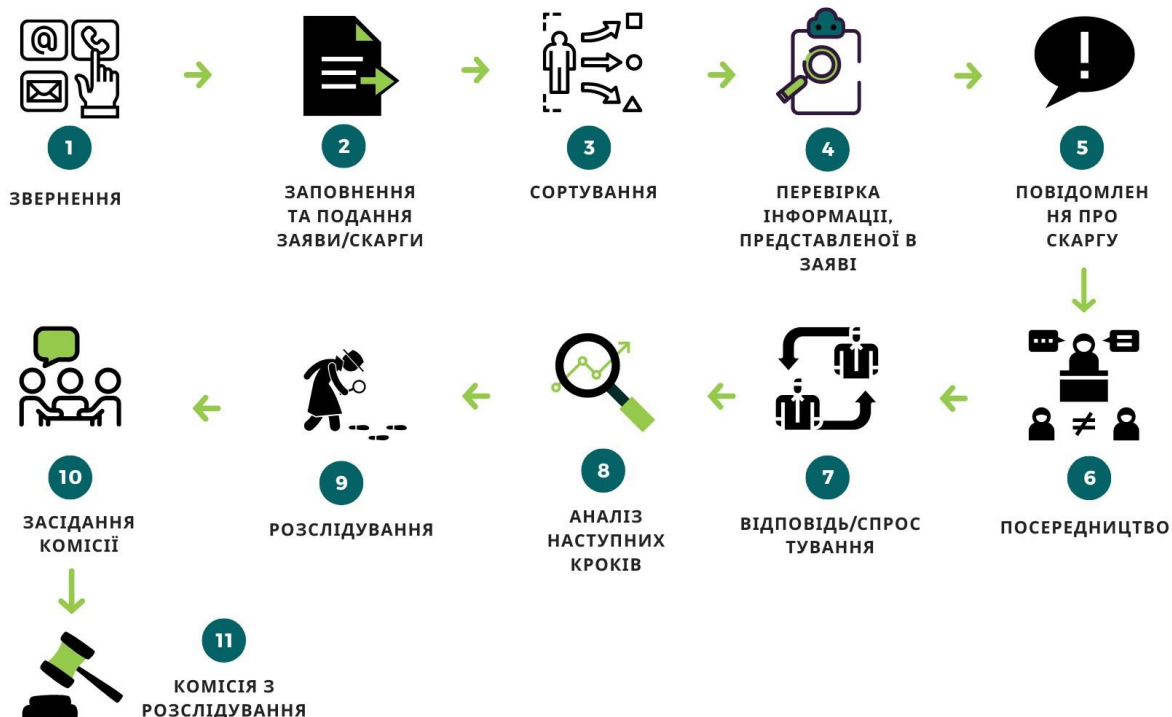 @
1
ЗВЕРНЕННЯ
2
ЗАПОВНЕННЯ
ТА ПОДАННЯ
ЗАЯВИ/СКАРГИ
3
СОРТУВАННЯ
4
ПЕРЕВІРКА
ІНФОРМАЦІІ,
ПРЕДСТАВЛЕНОЇ В
ЗАЯВІ
!
5
ПОВІДОМЛЕН
НЯ ПРО
СКАРГУ
6
ПОСЕРЕДНИЦТВО
7
ВІДПОВІДЬ/СПРОС
ТУВАННЯ
8
АНАЛІЗ
НАСТУПНИХ
КРОКІВ
9
РОЗСЛІДУВАННЯ
10
ЗАСІДАННЯ
КОМІСІЇ
11
КОМІСІЯ З
РОЗСЛІДУВАННЯ